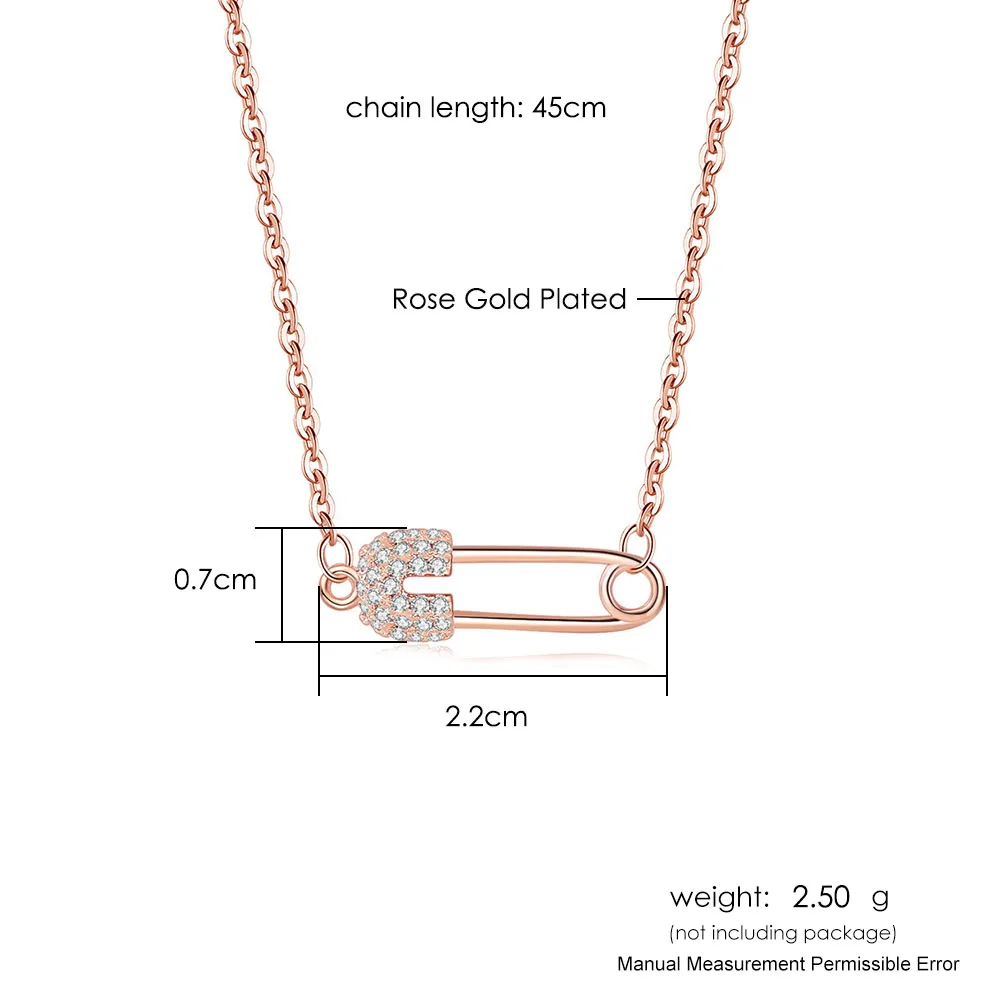 chain length: 45cm
Rose Gold Plated
0.7cm
2.2cm
weight: 2.50 g
(not including package)
Manual Measurement Permissible Error